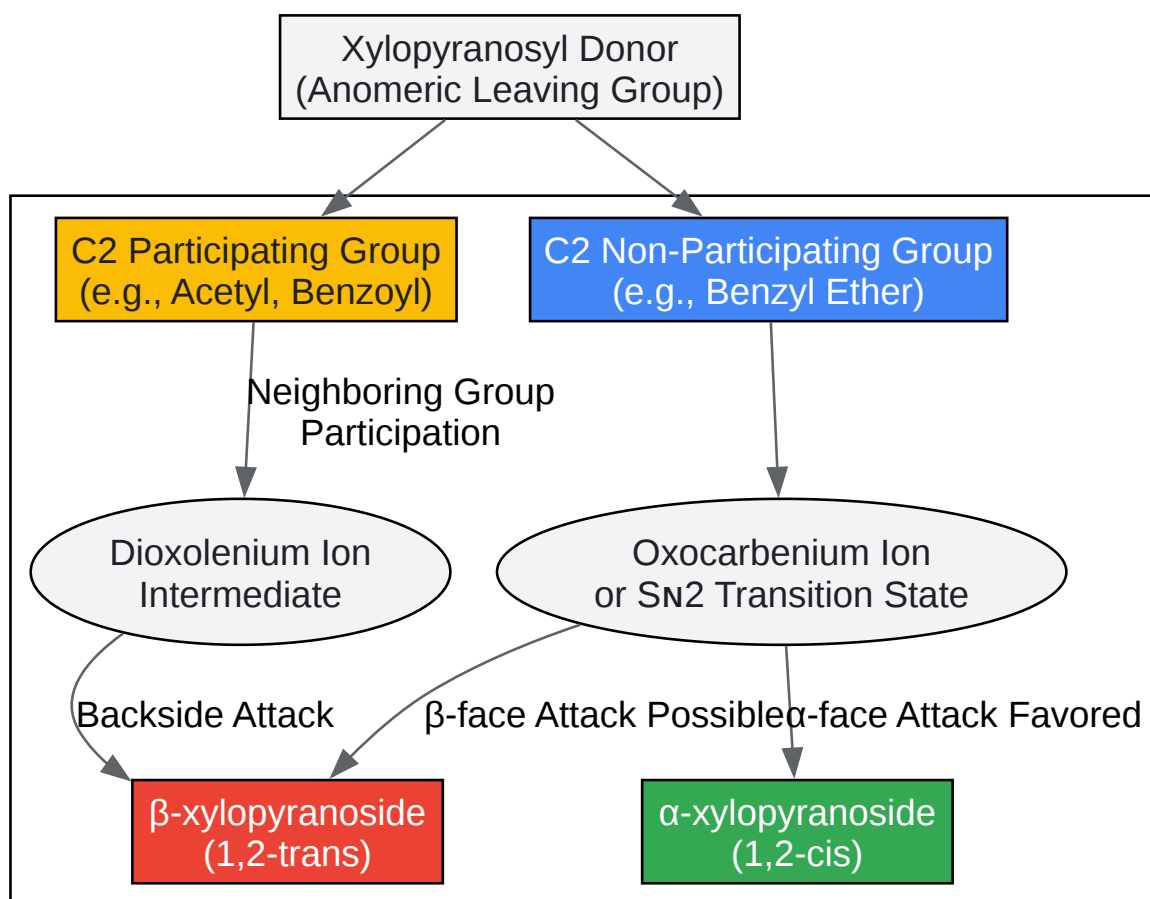 Xylopyranosyl Donor
(Anomeric Leaving Group)
C2 Participating Group
(e.g., Acetyl, Benzoyl)
C2 Non-Participating Group
(e.g., Benzyl Ether)
Neighboring Group
Participation
Dioxolenium Ion
Intermediate
Oxocarbenium Ion
or Sɴ2 Transition State
Backside Attack
β-face Attack Possible
α-face Attack Favored
β-xylopyranoside
(1,2-trans)
α-xylopyranoside
(1,2-cis)